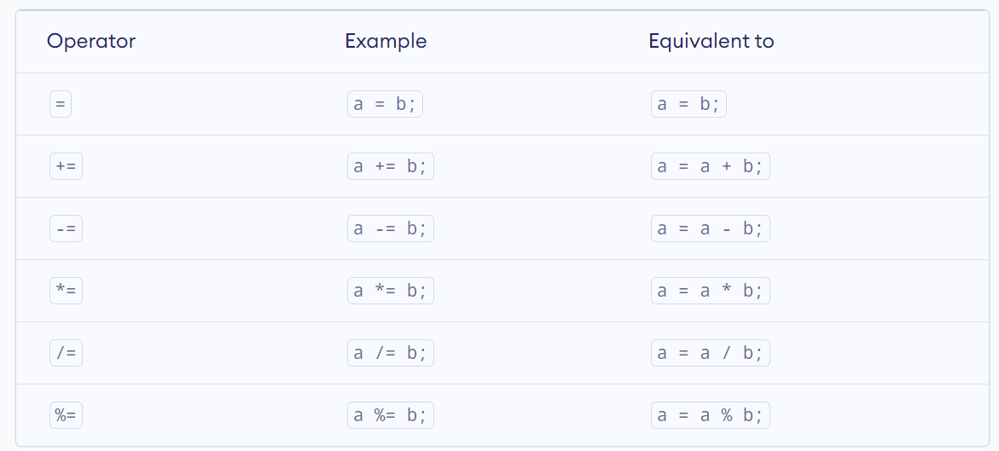 Operator Example Equivalent to
= a = b; a = b;
+= a += b; a = a + b;
-= a -= b; a = a - b;
*= a *= b; a = a * b;
/= a /= b; a = a / b;
%= a %= b; a = a % b;